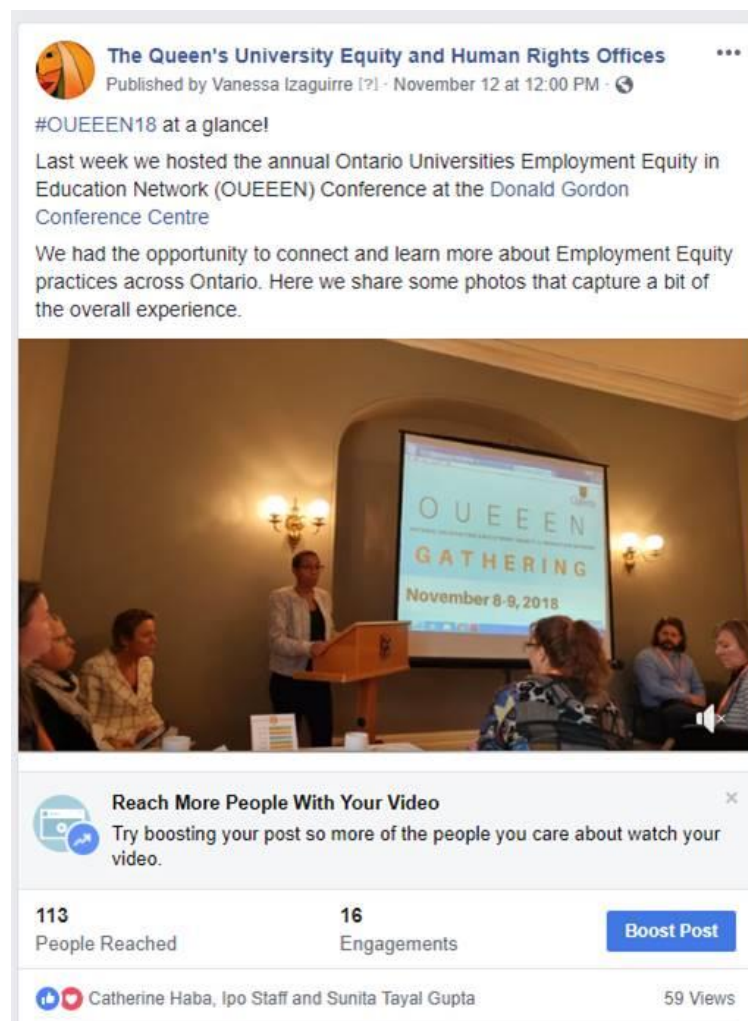 The Queen's University Equity and Human Rights Offices
Published by Vanessa Izaguirre [?] · November 12 at 12:00 PM ·
#OUEEEN18 at a glance!
Last week we hosted the annual Ontario Universities Employment Equity in
Education Network (OUEEEN) Conference at the Donald Gordon
Conference Centre
We had the opportunity to connect and learn more about Employment Equity
practices across Ontario. Here we share some photos that capture a bit of
the overall experience.
OUEEEN
GATHERING
November 8-9, 2018
Reach More People With Your Video
Try boosting your post so more of the people you care about watch your
video.
113
People Reached
16
Engagements
Boost Post
Catherine Haba, Ipo Staff and Sunita Tayal Gupta
59 Views